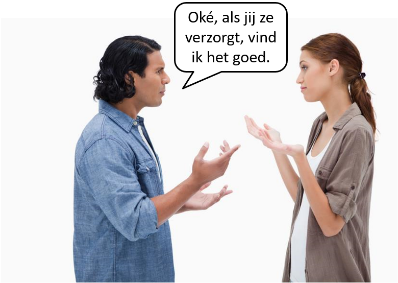 Oké, als jij ze
verzorgt, vind
ik het goed.